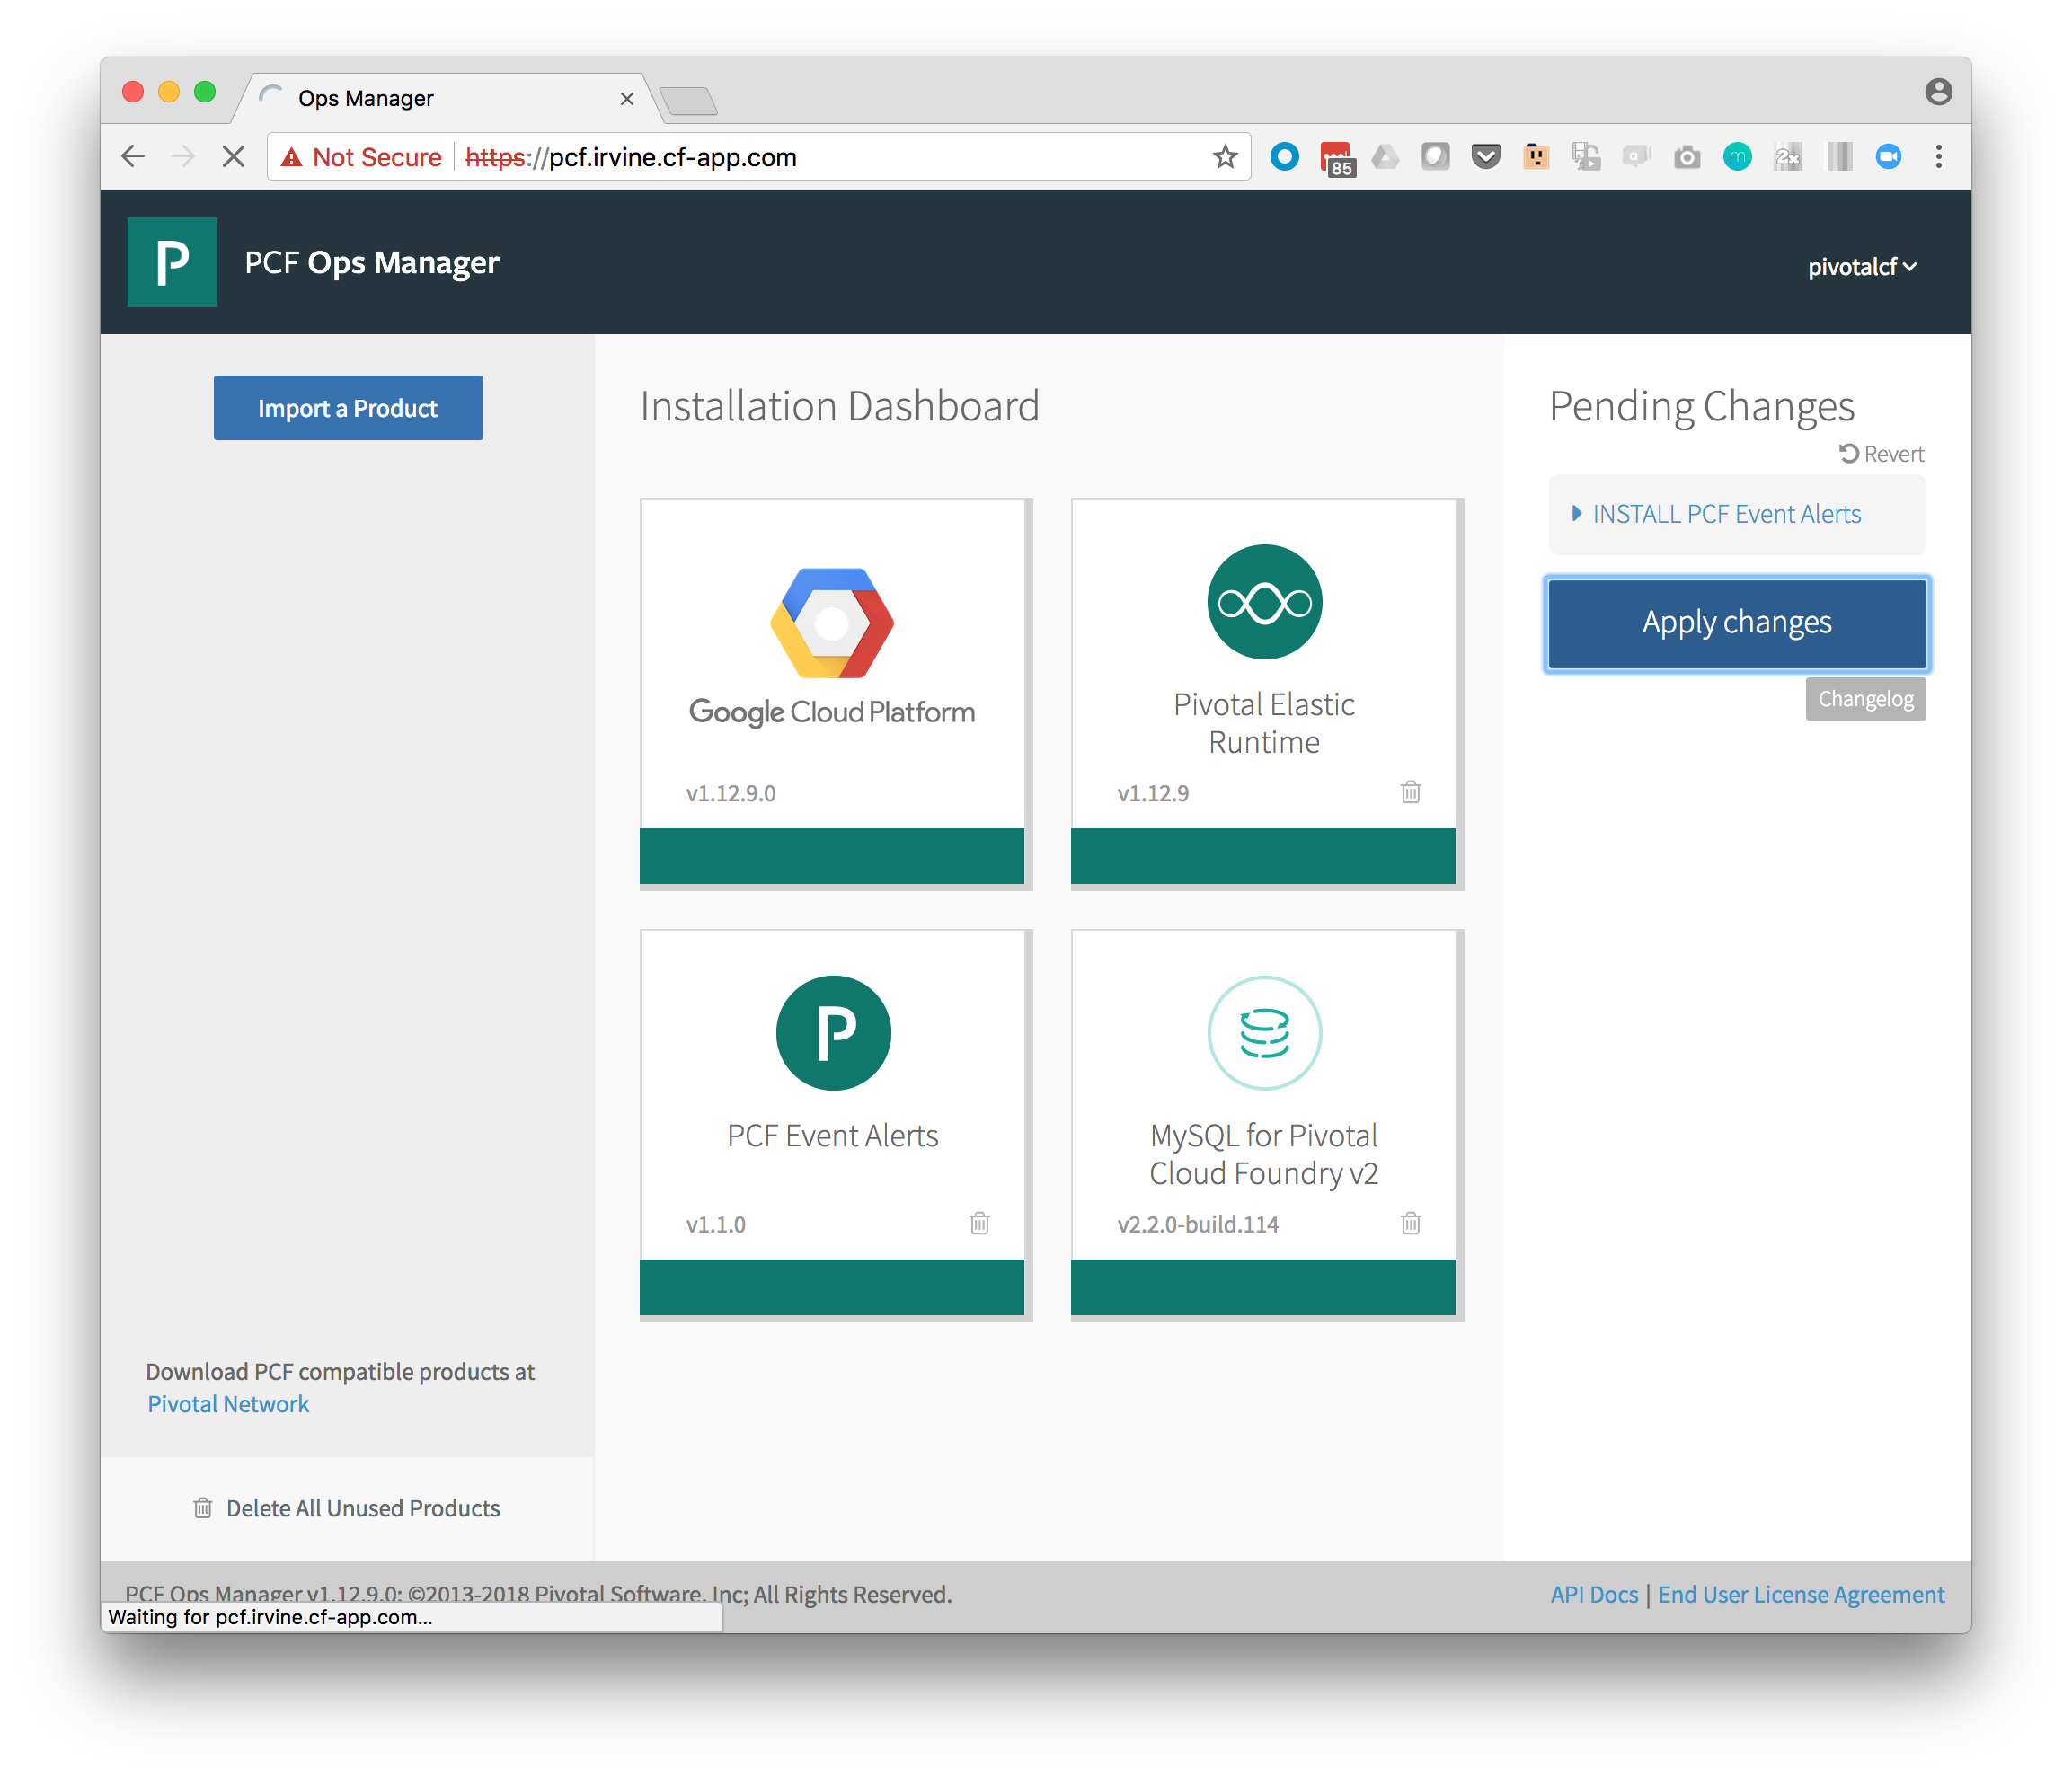 Ops Manager
Not Secure https://pcf.irvine.cf-app.com
85
a
m
2x
P PCF Ops Manager
pivotalcf
Import a Product
Installation Dashboard
Pending Changes
Revert
INSTALL PCF Event Alerts
Apply changes
Changelog
Google Cloud Platform
v1.12.9.0
Pivotal Elastic
Runtime
v1.12.9
P
PCF Event Alerts
v1.1.0
MySQL for Pivotal
Cloud Foundry v2
v2.2.0-build.114
Download PCF compatible products at
Pivotal Network
Delete All Unused Products
PCF Ops Manager v1.12.9.0; ©2013-2018 Pivotal Software, Inc; All Rights Reserved.
API Docs | End User License Agreement
Waiting for pcf.irvine.cf-app.com...